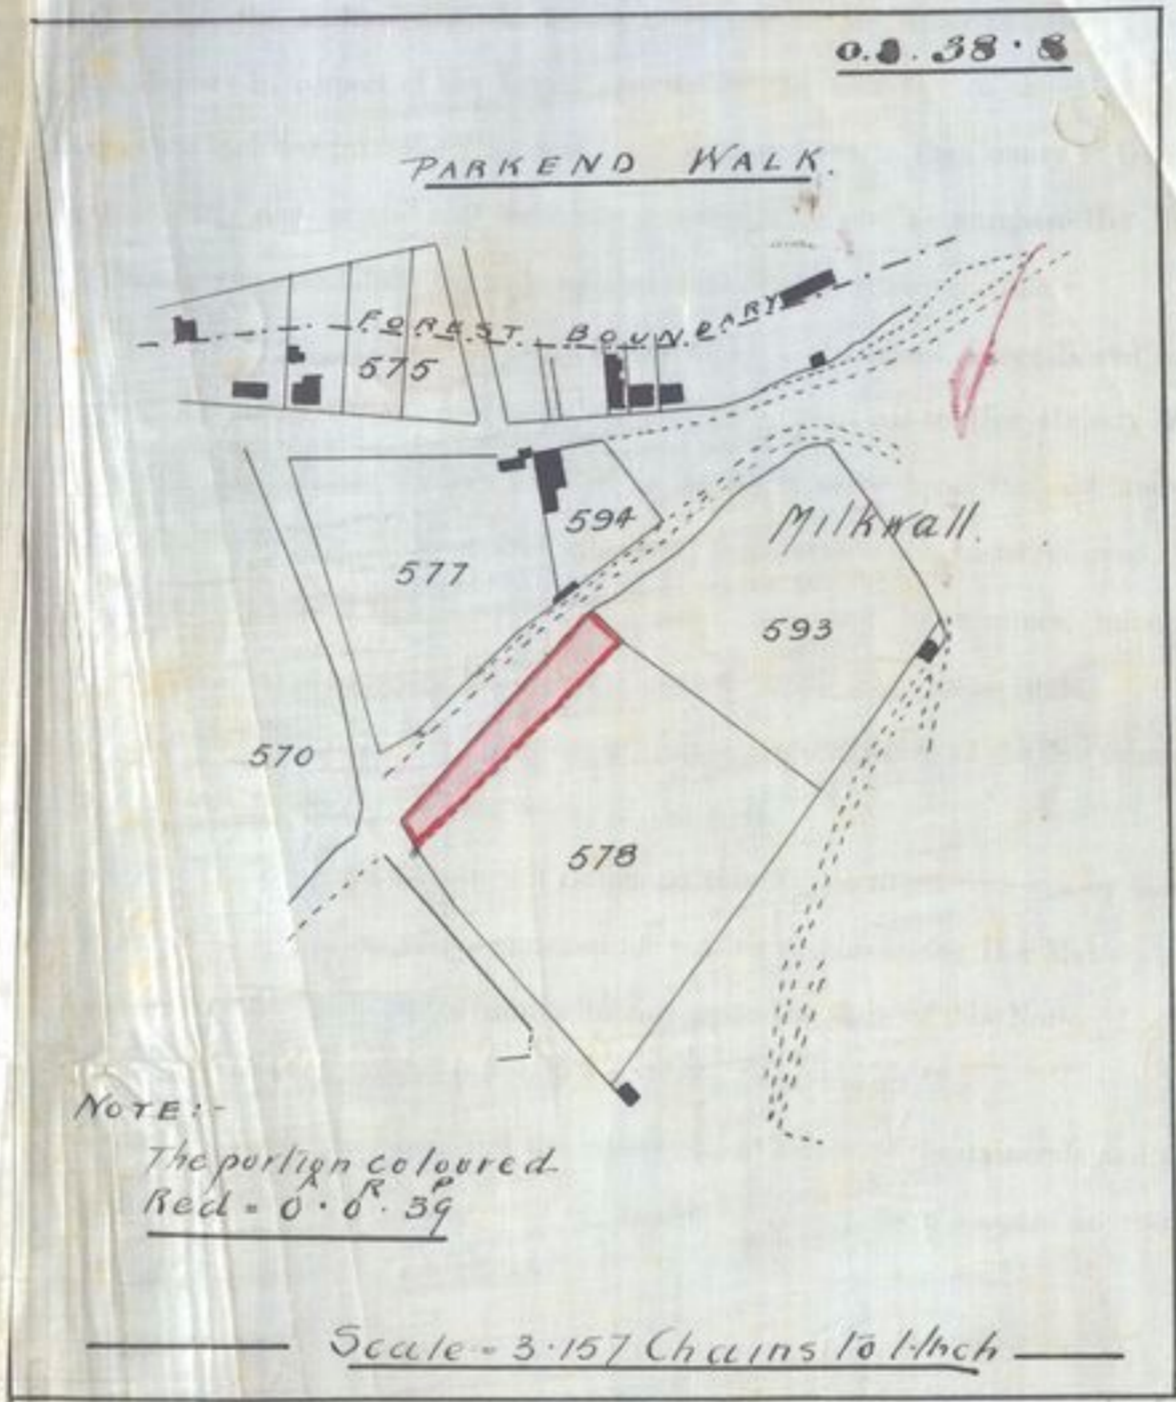 O.S. 38.8
PARKEND WALK.
FOREST BOUNDARY
575
594
Milkwall.
577
593
570
578
NOTE:-
The portion coloured
A R P
Red = 0.0.39
Scale = 3.157 Chains to 1-Inch